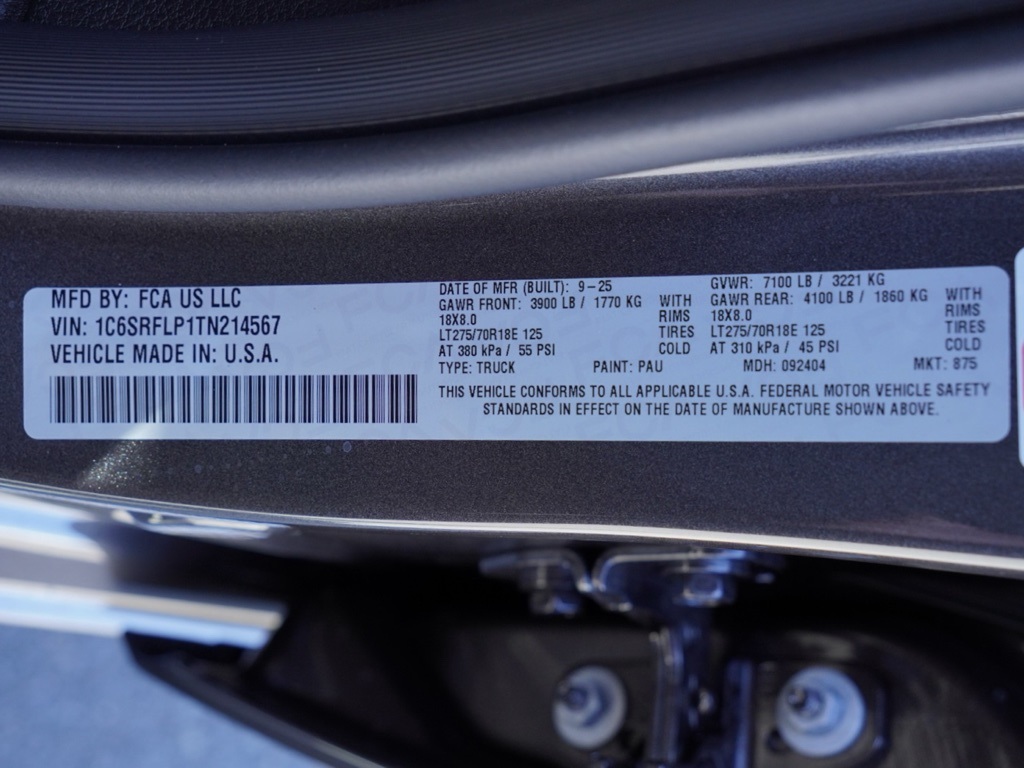 MFD BY: FCA US LLC
VIN: 1C6SRFLP1TN214567
VEHICLE MADE IN: U.S.A.
DATE OF MFR (BUILT): 9-25
GAWR FRONT: 3900 LB / 1770 KG WITH
18X8.0 RIMS
LT275/70R18E 125 TIRES
AT 380 kPa / 55 PSI COLD
GVWR: 7100 LB / 3221 KG
GAWR REAR: 4100 LB / 1860 KG WITH
18X8.0 RIMS
LT275/70R18E 125 TIRES
AT 310 kPa / 45 PSI COLD
TYPE: TRUCK PAINT: PAU MDH: 092404 MKT: 875
THIS VEHICLE CONFORMS TO ALL APPLICABLE U.S.A. FEDERAL MOTOR VEHICLE SAFETY
STANDARDS IN EFFECT ON THE DATE OF MANUFACTURE SHOWN ABOVE.